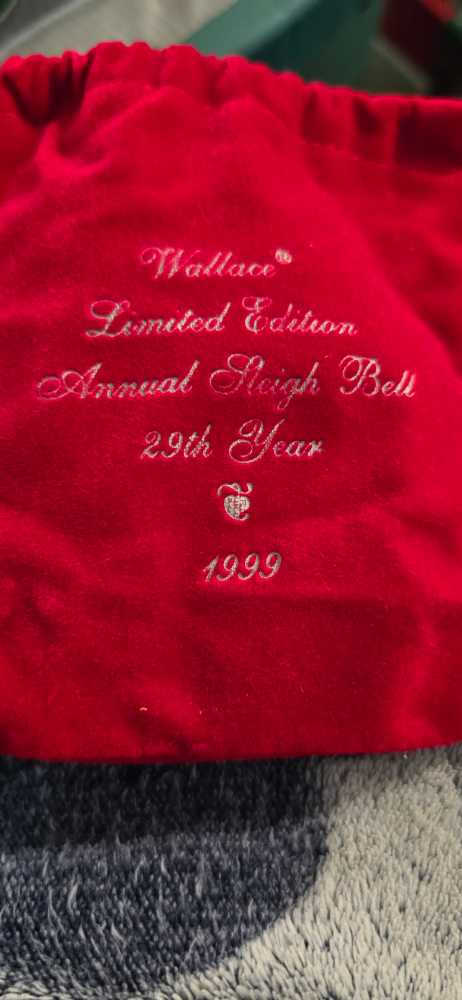 Wallace®
Limited Edition
Annual Sleigh Bell
29th Year
1999